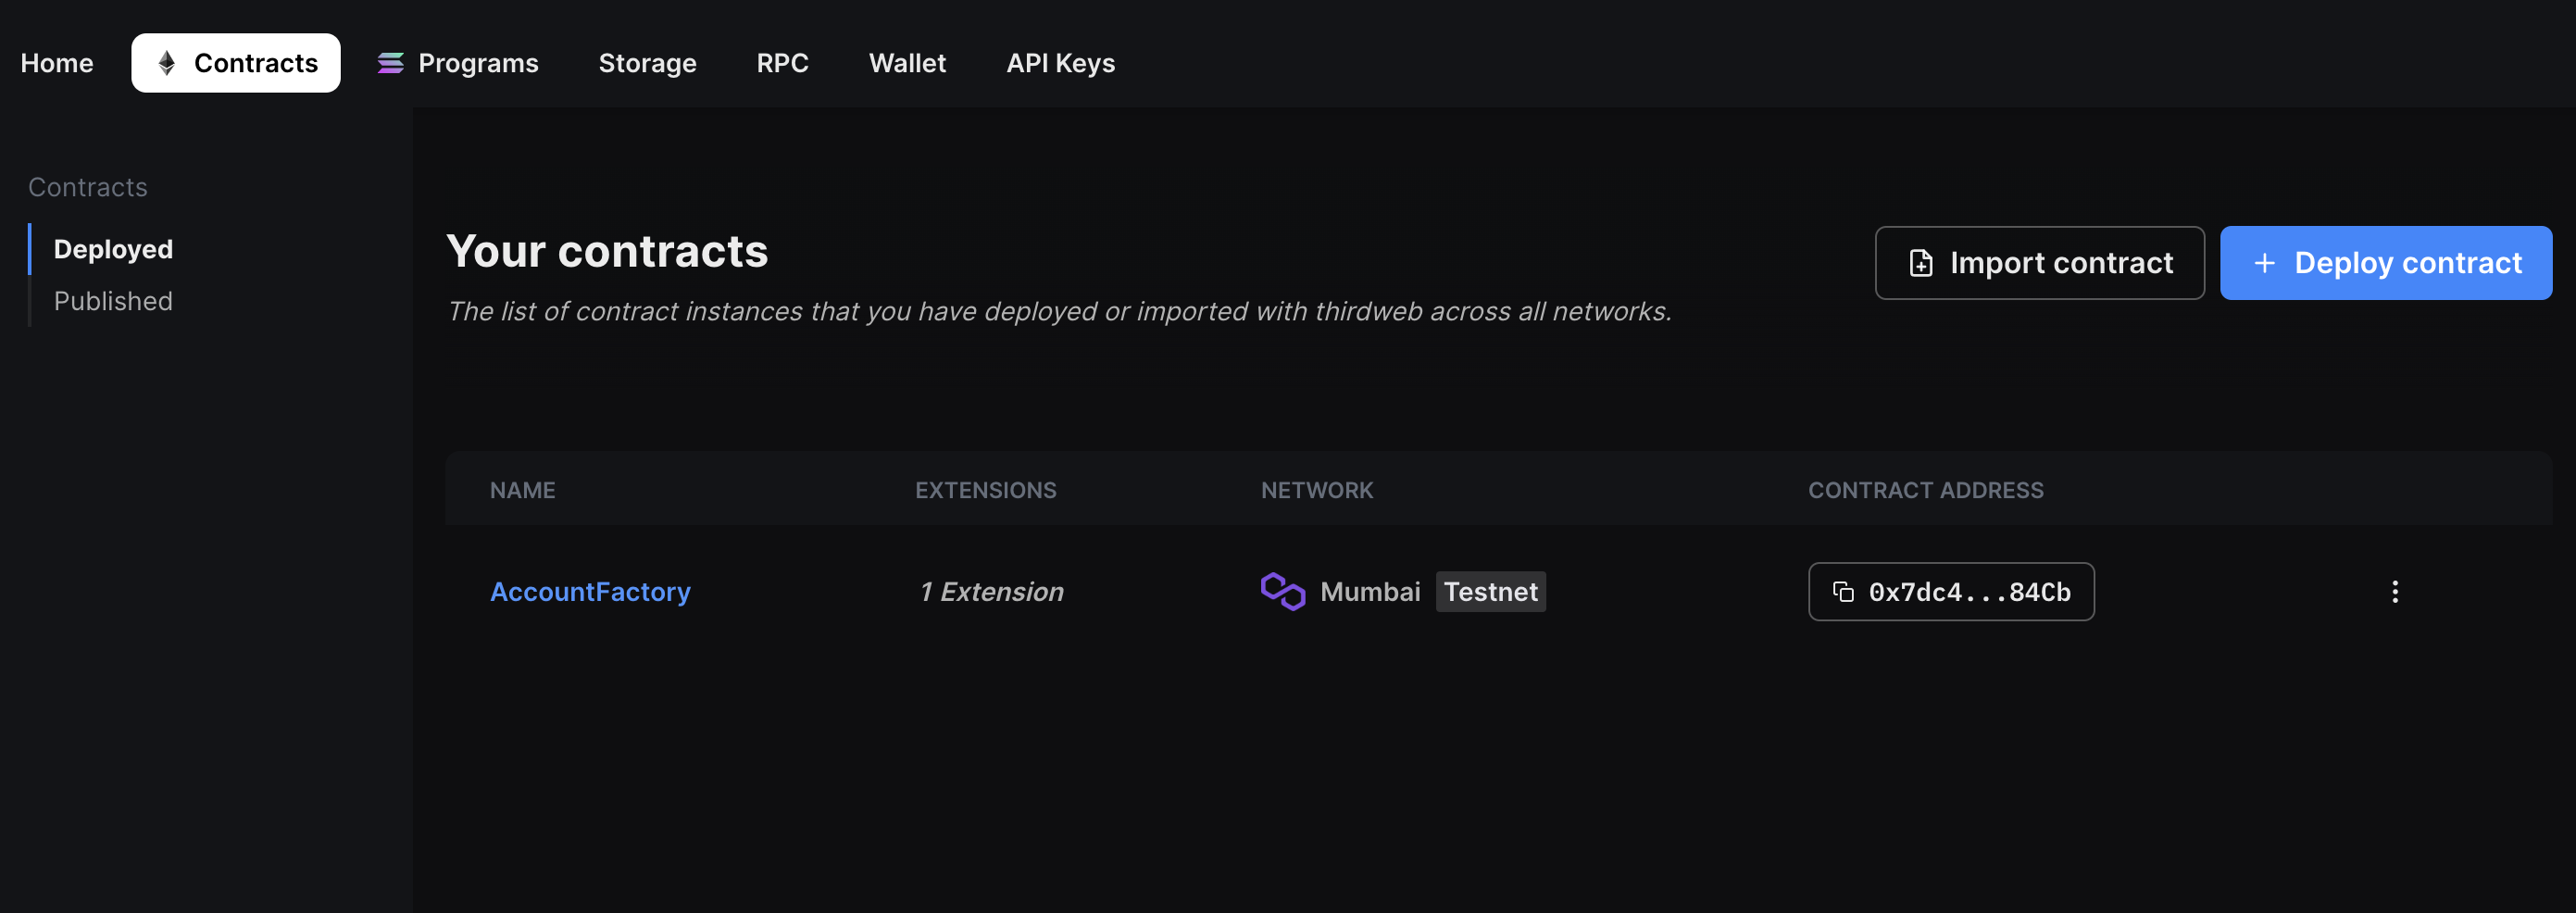 Home Contracts Programs Storage RPC Wallet API Keys
Contracts
Deployed
Published
Your contracts
The list of contract instances that you have deployed or imported with thirdweb across all networks.
Import contract
+ Deploy contract
NAME EXTENSIONS NETWORK CONTRACT ADDRESS
AccountFactory 1 Extension Mumbai Testnet 0x7dc4...84Cb